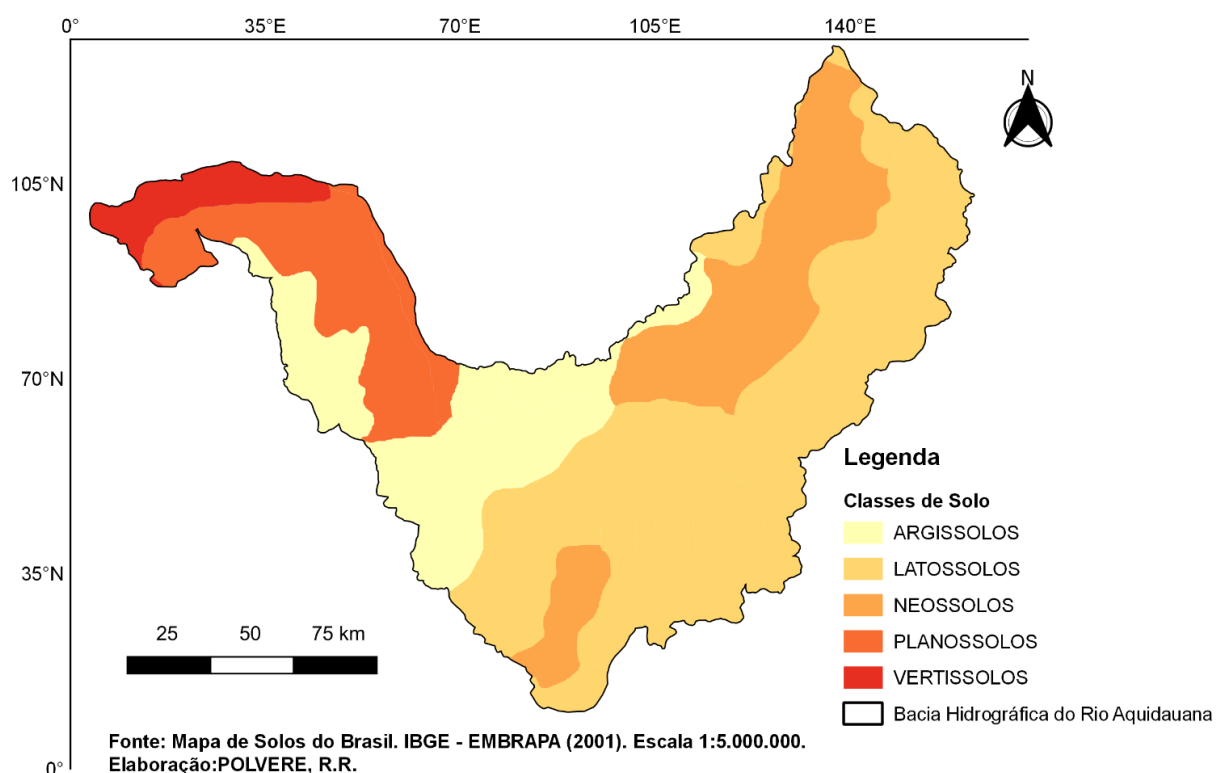 0° 35°E 70°E 105°E 140°E
N
105°N
70°N
35°N
0°
Legenda
Classes de Solo
ARGISSOLOS
LATOSSOLOS
NEOSSOLOS
PLANOSSOLOS
VERTISSOLOS
Bacia Hidrográfica do Rio Aquidauana
25 50 75 km
Fonte: Mapa de Solos do Brasil. IBGE - EMBRAPA (2001). Escala 1:5.000.000.
Elaboração:POLVERE, R.R.